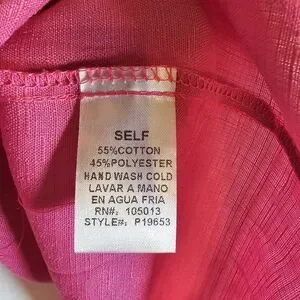 SELF
55%COTTON
45%POLYESTER
HAND WASH COLD
LAVAR A MANO
EN AGUA FRIA
RN#: 105013
STYLE#: P19653